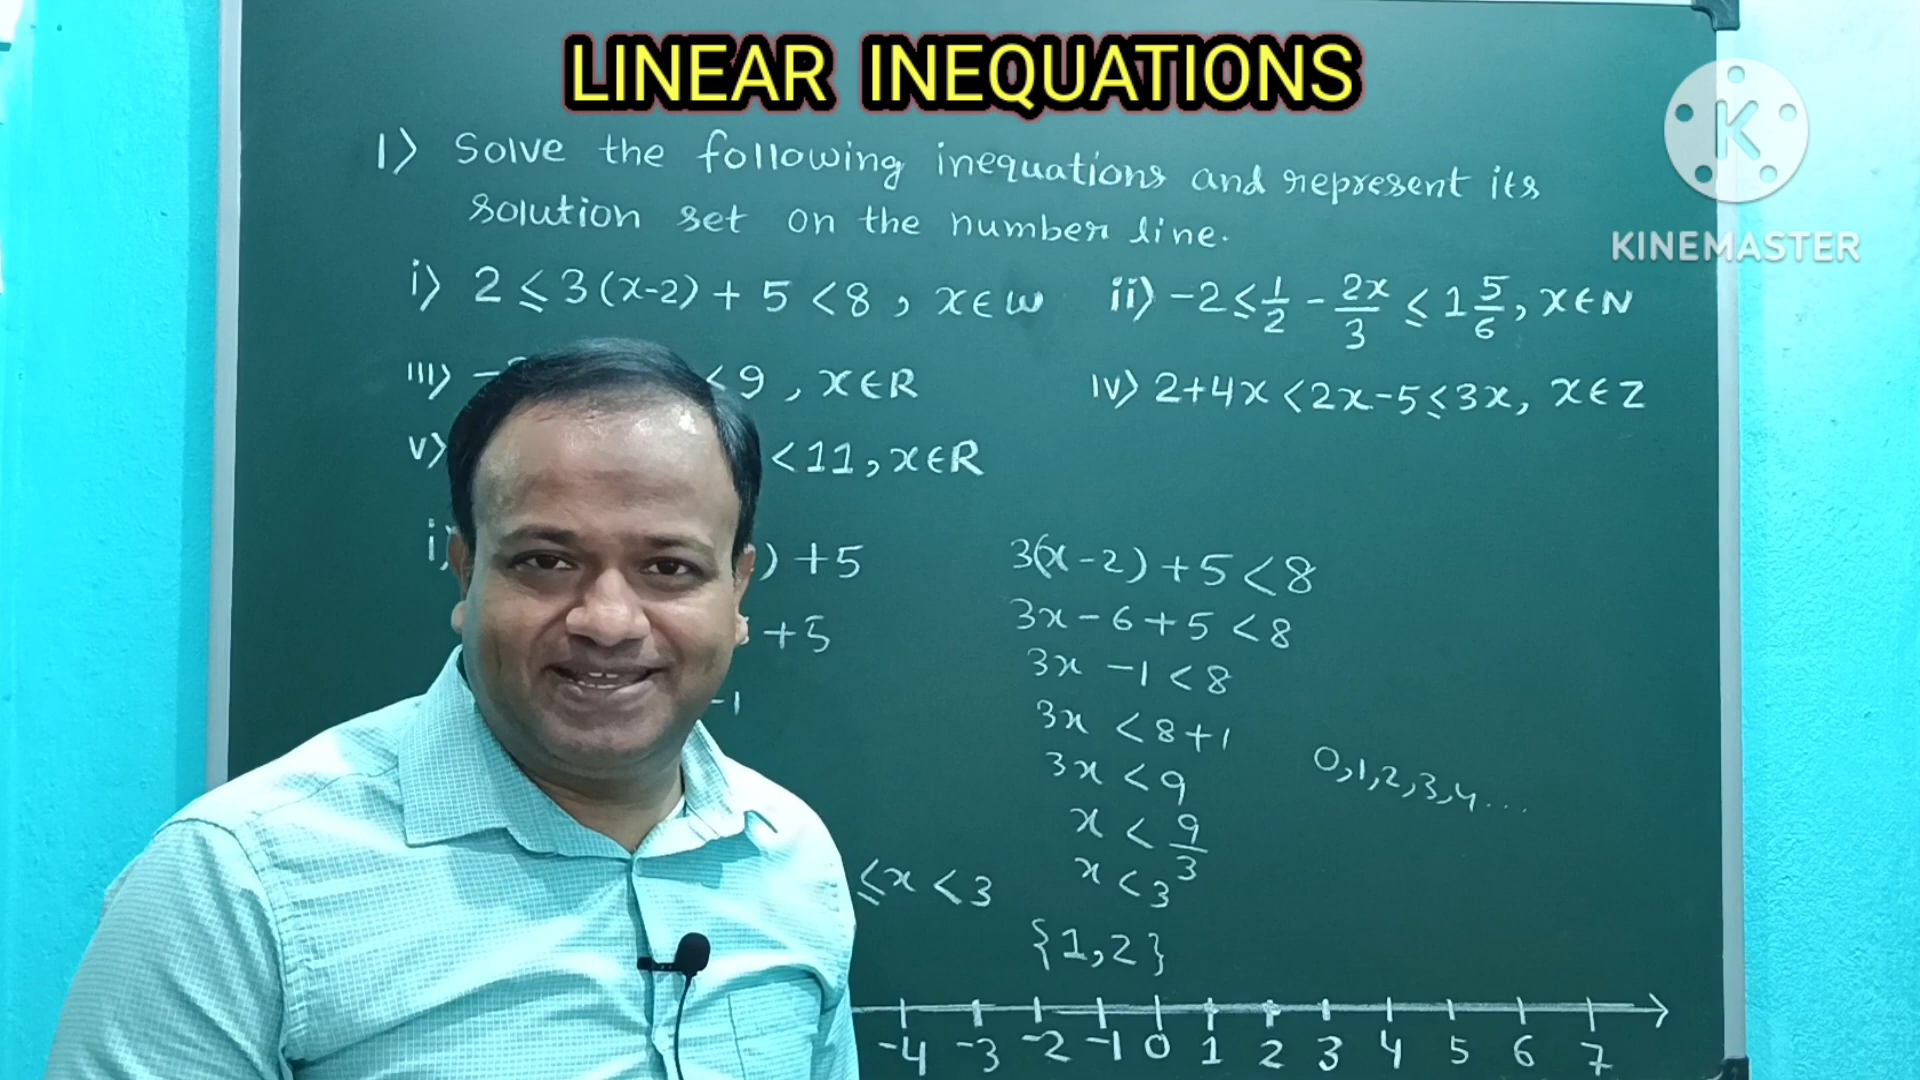 LINEAR INEQUATIONS
K
KINEMASTER
1) Solve the following inequations and represent its
solution set on the number line.
i) 2 ≤ 3(x-2) + 5 < 8 , x∈W
ii) -2 ≤ 1/2 - 2x/3 ≤ 1 5/6, x∈N
iii) - < 9 , x∈R
iv) 2+4x < 2x-5 ≤ 3x, x∈Z
v) < 11, x∈R
i) ) +5
+5
-1
≤ x < 3
3(x-2) + 5 < 8
3x - 6 + 5 < 8
3x - 1 < 8
3x < 8+1
3x < 9
x < 9/3
x < 3
{1,2}
0,1,2,3,4...
-4 -3 -2 -1 0 1 2 3 4 5 6 7